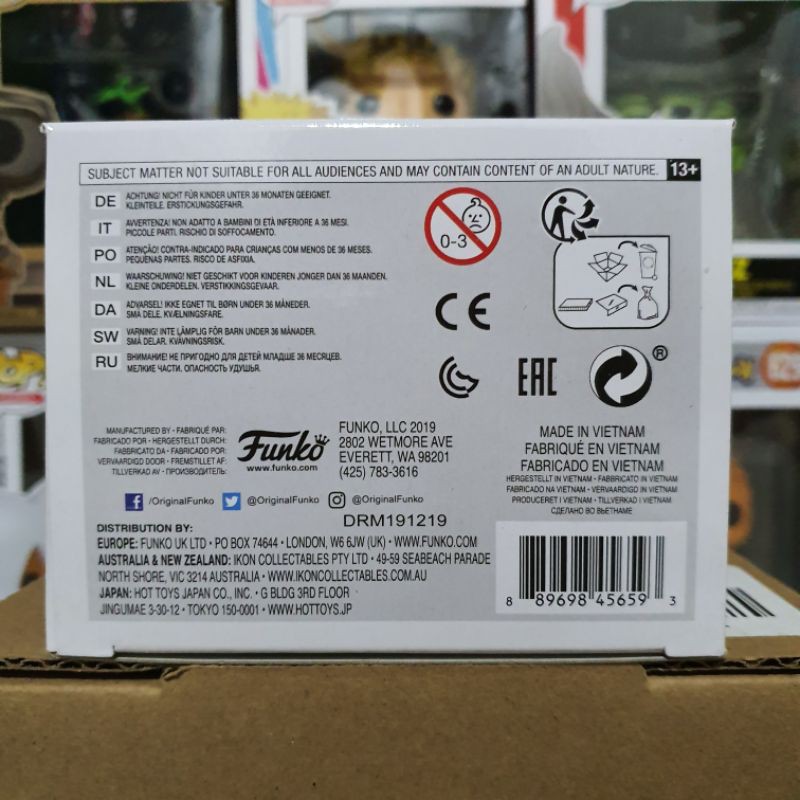 SUBJECT MATTER NOT SUITABLE FOR ALL AUDIENCES AND MAY CONTAIN CONTENT OF AN ADULT NATURE. 13+
DE ACHTUNG! NICHT FÜR KINDER UNTER 36 MONATEN GEEIGNET.
KLEINTEILE. ERSTICKUNGSGEFAHR.
IT AVVERTENZA! NON ADATTO A BAMBINI DI ETÀ INFERIORE A 36 MESI.
PICCOLE PARTI. RISCHIO DI SOFFOCAMENTO.
PO ATENÇÃO! CONTRA-INDICADO PARA CRIANÇAS COM MENOS DE 36 MESES.
PEQUENAS PARTES. RISCO DE ASFIXIA.
NL WAARSCHUWING! NIET GESCHIKT VOOR KINDEREN JONGER DAN 36 MAANDEN.
KLEINE ONDERDELEN. VERSTIKKINGSGEVAAR.
DA ADVARSEL! IKKE EGNET TIL BØRN UNDER 36 MÅNEDER.
SMÅ DELE. KVÆLNINGSFARE.
SW VARNING! INTE LÄMPLIG FÖR BARN UNDER 36 MÅNADER.
SMÅ DELAR. KVÄVNINGSRISK.
RU ВНИМАНИЕ! НЕ ПРИГОДНО ДЛЯ ДЕТЕЙ МЛАДШЕ 36 МЕСЯЦЕВ.
МЕЛКИЕ ЧАСТИ. ОПАСНОСТЬ УДУШЬЯ.
0-3
CE
EAC
®
MANUFACTURED BY • FABRIQUÉ PAR:
FABRICADO POR • HERGESTELLT DURCH:
FABBRICATO DA • FABRICADO POR:
VERVAARDIGD DOOR • FREMSTILLET AF:
TILLVERKAD AV • ПРОИЗВОДИТЕЛЬ:
Funko
www.funko.com
FUNKO, LLC 2019
2802 WETMORE AVE
EVERETT, WA 98201
(425) 783-3616
MADE IN VIETNAM
FABRIQUÉ EN VIETNAM
FABRICADO EN VIETNAM
HERGESTELLT IN VIETNAM • FABBRICATO IN VIETNAM
FABRICADO NA VIETNAM • VERVAARDIGD IN VIETNAM
PRODUCERET I VIETNAM • TILLVERKAD I VIETNAM
СДЕЛАНО ВО ВЬЕТНАМЕ
/OriginalFunko @OriginalFunko @OriginalFunko
DRM191219
DISTRIBUTION BY:
EUROPE: FUNKO UK LTD • PO BOX 74644 • LONDON, W6 6JW (UK) • WWW.FUNKO.COM
AUSTRALIA & NEW ZEALAND: IKON COLLECTABLES PTY LTD • 49-59 SEABEACH PARADE
NORTH SHORE, VIC 3214 AUSTRALIA • WWW.IKONCOLLECTABLES.COM.AU
JAPAN: HOT TOYS JAPAN CO., INC. • G BLDG 3RD FLOOR
JINGUMAE 3-30-12 • TOKYO 150-0001 • WWW.HOTTOYS.JP
8 89698 45659 3